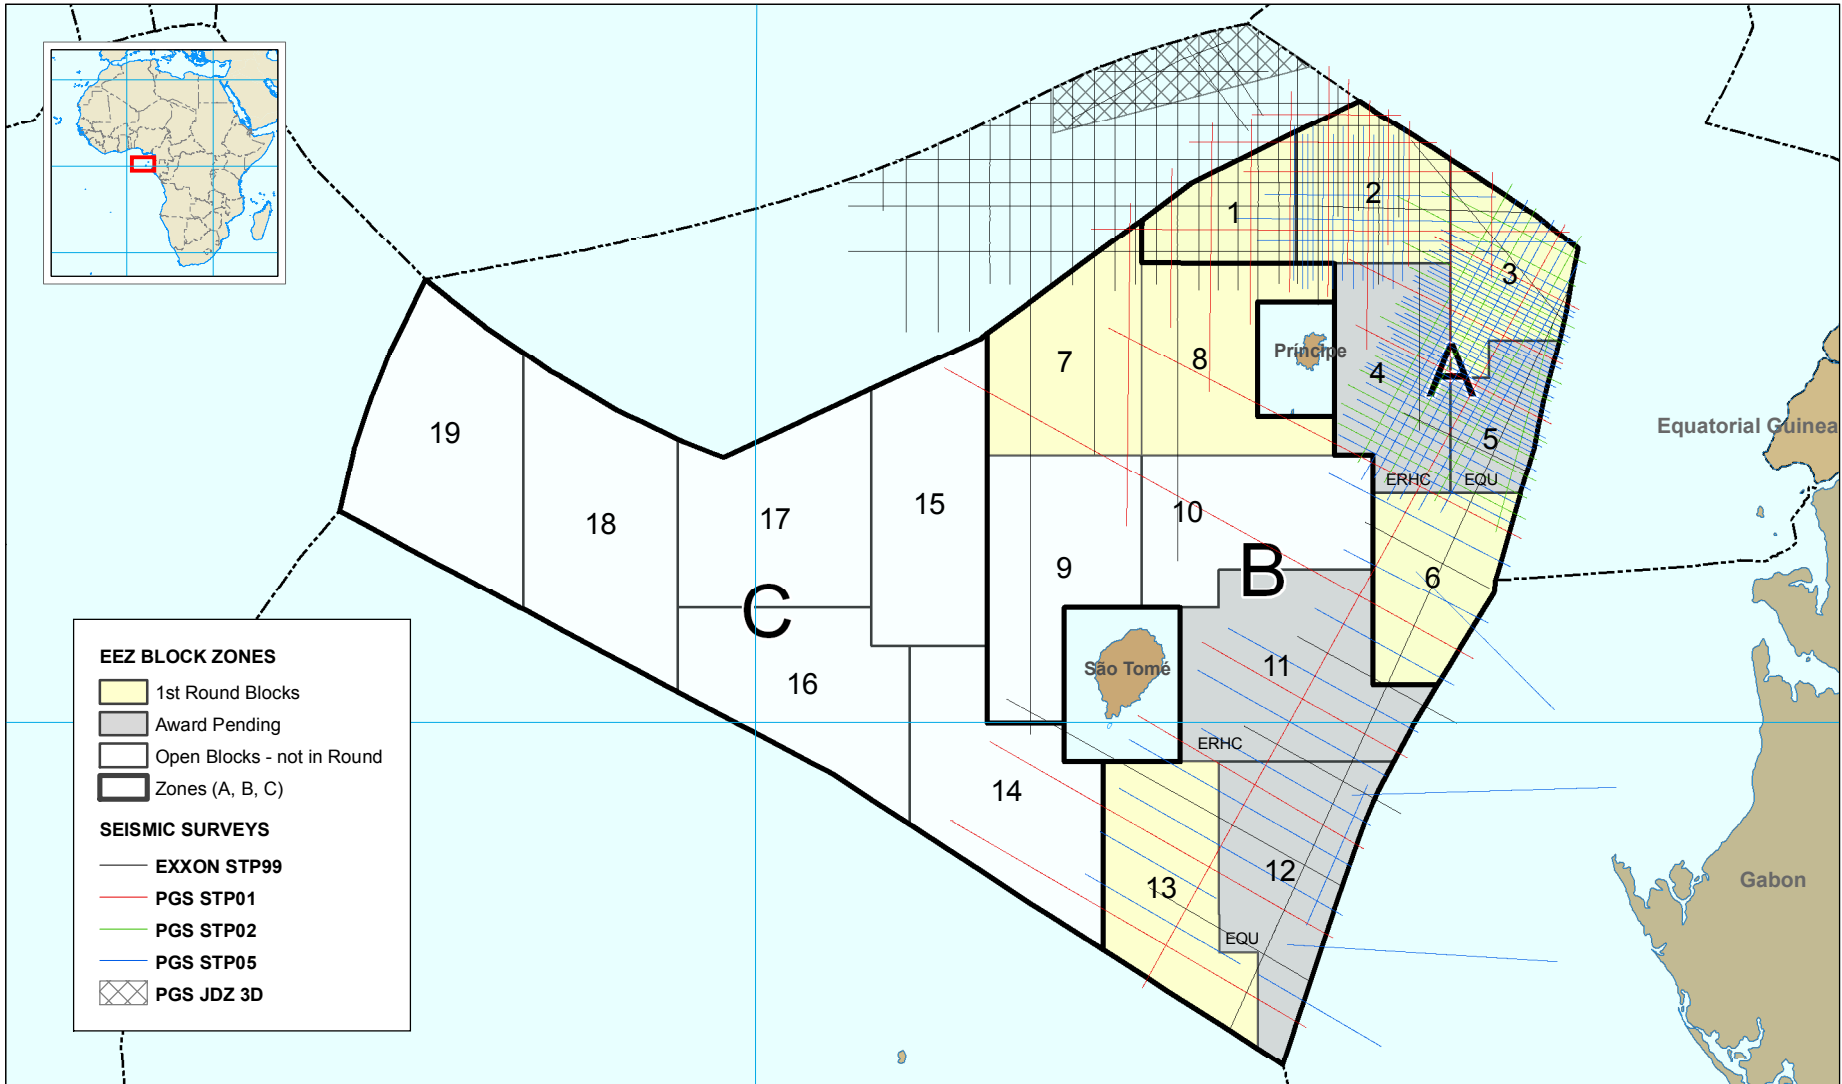 1
2
3
Príncipe
7
8
4
A
Equatorial Guinea
19
5
ERHC
EQU
15
10
17
18
9
B
6
C
São Tomé
11
16
ERHC
14
13
12
EQU
Gabon
EEZ BLOCK ZONES
1st Round Blocks
Award Pending
Open Blocks - not in Round
Zones (A, B, C)
SEISMIC SURVEYS
EXXON STP99
PGS STP01
PGS STP02
PGS STP05
PGS JDZ 3D